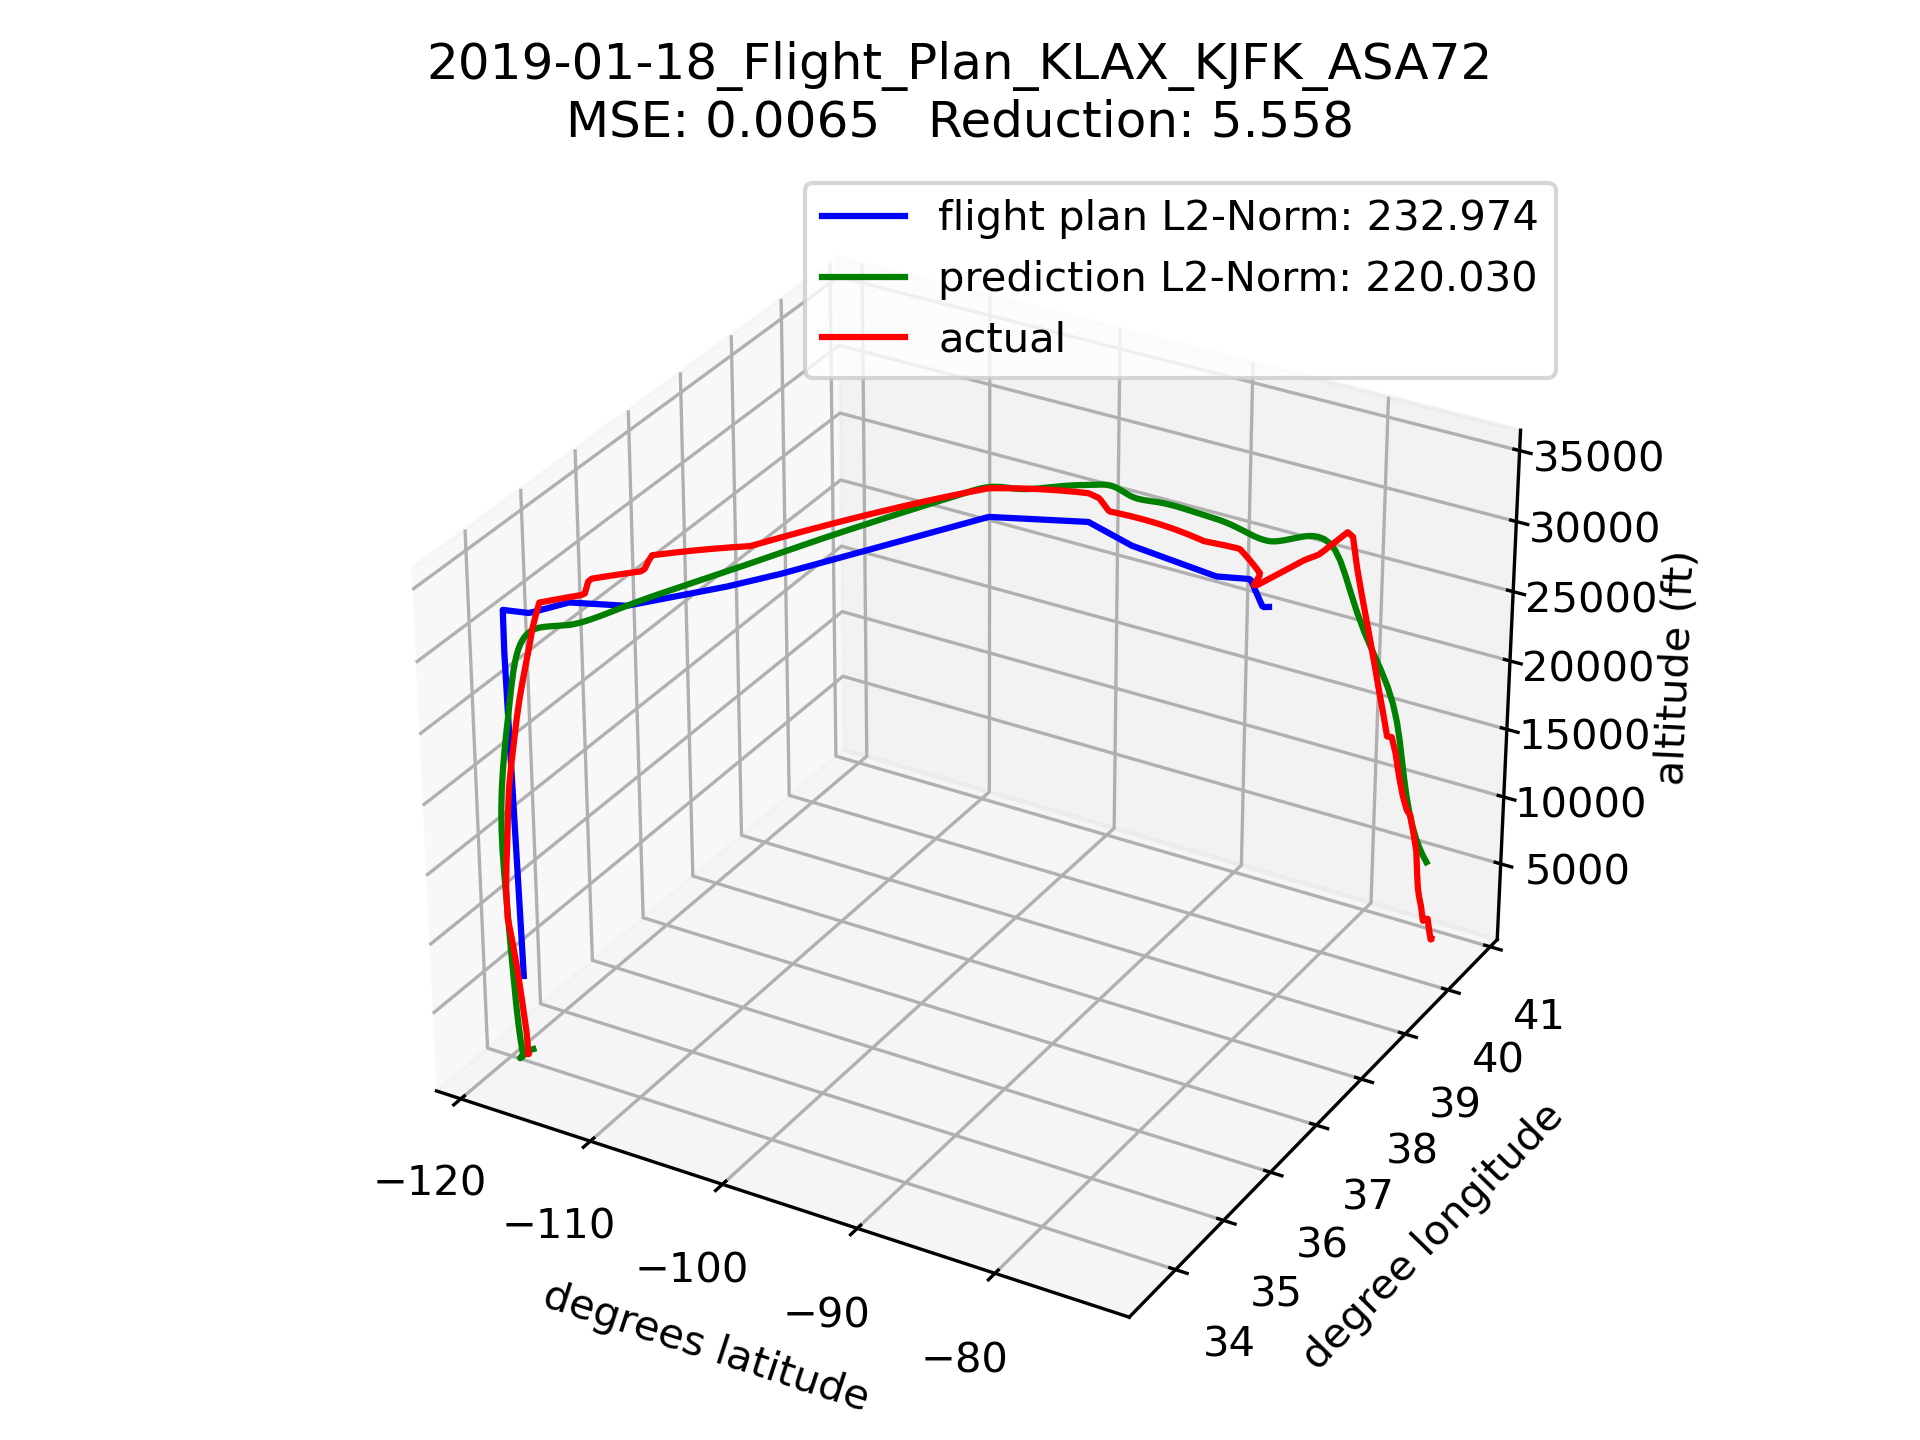 2019-01-18_Flight_Plan_KLAX_KJFK_ASA72
MSE: 0.0065   Reduction: 5.558
flight plan L2-Norm: 232.974
prediction L2-Norm: 220.030
actual
35000
30000
25000
20000
15000
10000
5000
altitude (ft)
41
40
39
38
37
36
35
34
degree longitude
−120
−110
−100
−90
−80
degrees latitude